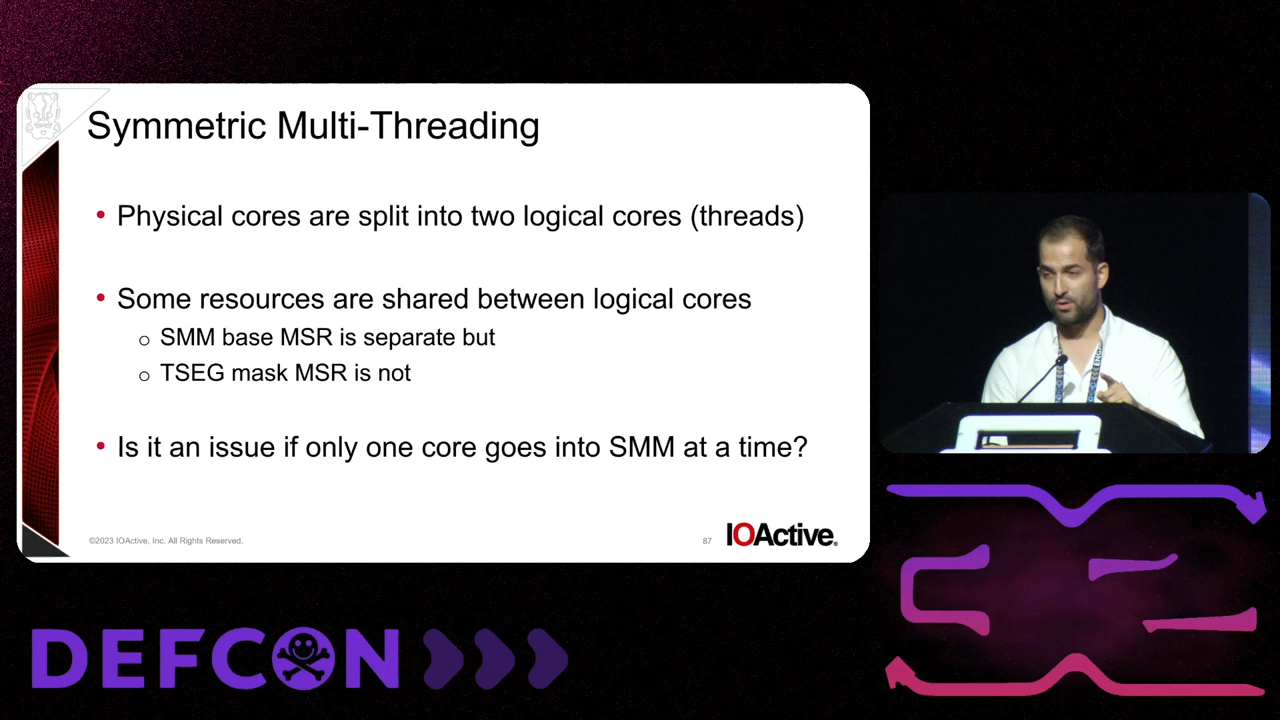 Symmetric Multi-Threading
• Physical cores are split into two logical cores (threads)
• Some resources are shared between logical cores
o SMM base MSR is separate but
o TSEG mask MSR is not
• Is it an issue if only one core goes into SMM at a time?
©2023 IOActive, Inc. All Rights Reserved.
87
IOActive.
DEFCON